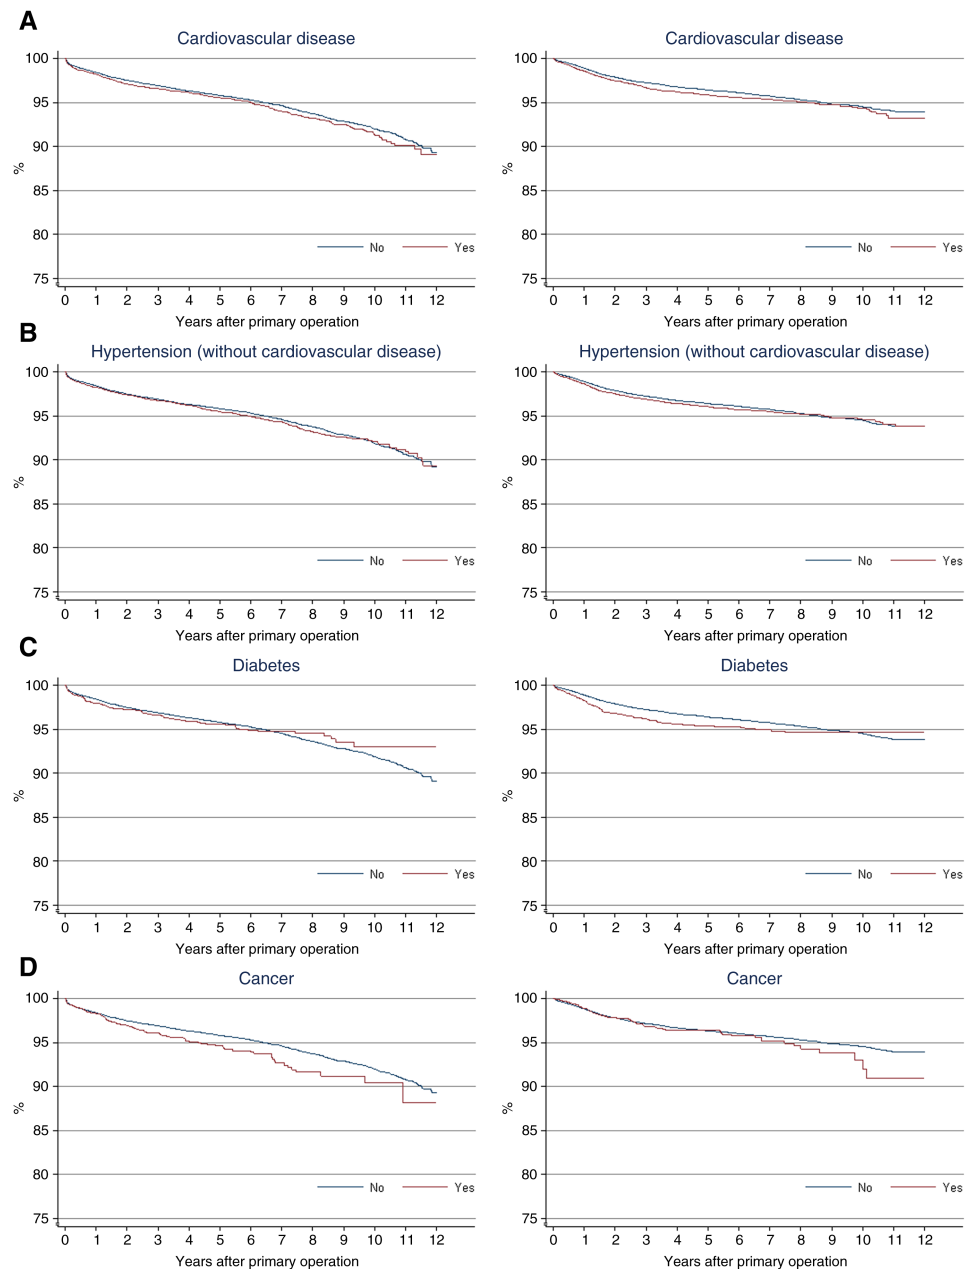 A
Cardiovascular disease
Cardiovascular disease
100
95
90
85
80
75
%
No Yes
0 1 2 3 4 5 6 7 8 9 10 11 12
Years after primary operation
100
95
90
85
80
75
%
No Yes
0 1 2 3 4 5 6 7 8 9 10 11 12
Years after primary operation
B
Hypertension (without cardiovascular disease)
Hypertension (without cardiovascular disease)
100
95
90
85
80
75
%
No Yes
0 1 2 3 4 5 6 7 8 9 10 11 12
Years after primary operation
100
95
90
85
80
75
%
No Yes
0 1 2 3 4 5 6 7 8 9 10 11 12
Years after primary operation
C
Diabetes
Diabetes
100
95
90
85
80
75
%
No Yes
0 1 2 3 4 5 6 7 8 9 10 11 12
Years after primary operation
100
95
90
85
80
75
%
No Yes
0 1 2 3 4 5 6 7 8 9 10 11 12
Years after primary operation
D
Cancer
Cancer
100
95
90
85
80
75
%
No Yes
0 1 2 3 4 5 6 7 8 9 10 11 12
Years after primary operation
100
95
90
85
80
75
%
No Yes
0 1 2 3 4 5 6 7 8 9 10 11 12
Years after primary operation